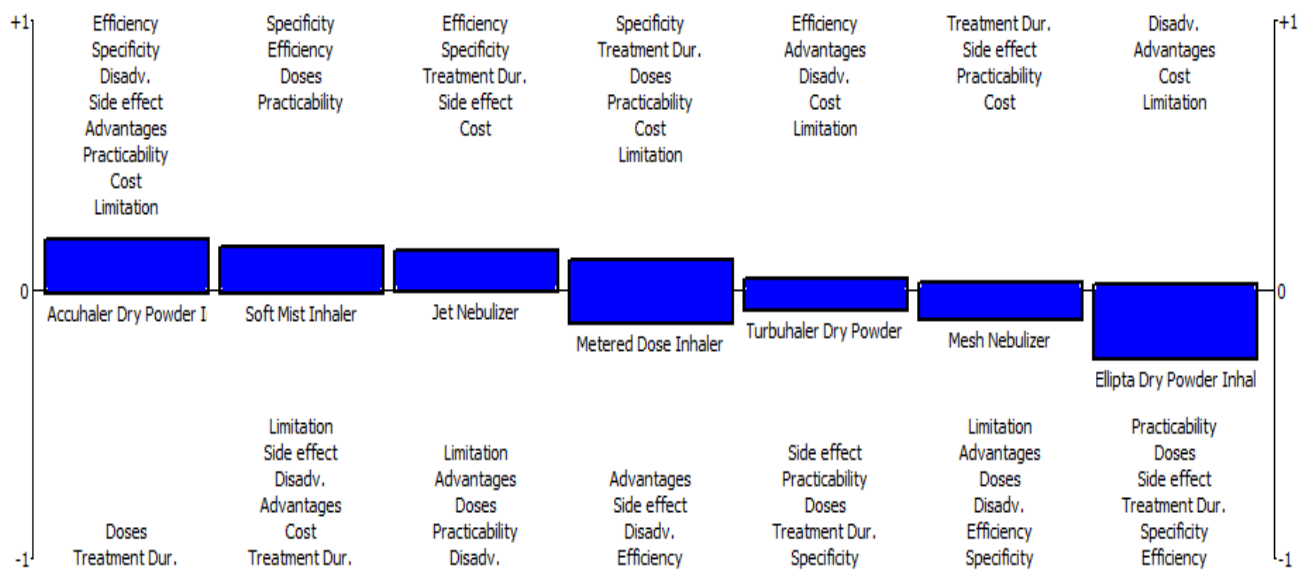 +1
Efficiency
Specificity
Disadv.
Side effect
Advantages
Practicability
Cost
Limitation
Specificity
Efficiency
Doses
Practicability
Efficiency
Specificity
Treatment Dur.
Side effect
Cost
Specificity
Treatment Dur.
Doses
Practicability
Cost
Limitation
Efficiency
Advantages
Disadv.
Cost
Limitation
Treatment Dur.
Side effect
Practicability
Cost
Disadv.
Advantages
Cost
Limitation
+1
0
Accuhaler Dry Powder I
Soft Mist Inhaler
Jet Nebulizer
Metered Dose Inhaler
Turbuhaler Dry Powder
Mesh Nebulizer
Ellipta Dry Powder Inhal
0
Doses
Treatment Dur.
Limitation
Side effect
Disadv.
Advantages
Cost
Treatment Dur.
Limitation
Advantages
Doses
Practicability
Disadv.
Advantages
Side effect
Disadv.
Efficiency
Side effect
Practicability
Doses
Treatment Dur.
Specificity
Limitation
Advantages
Doses
Disadv.
Efficiency
Specificity
Practicability
Doses
Side effect
Treatment Dur.
Specificity
Efficiency
-1
-1